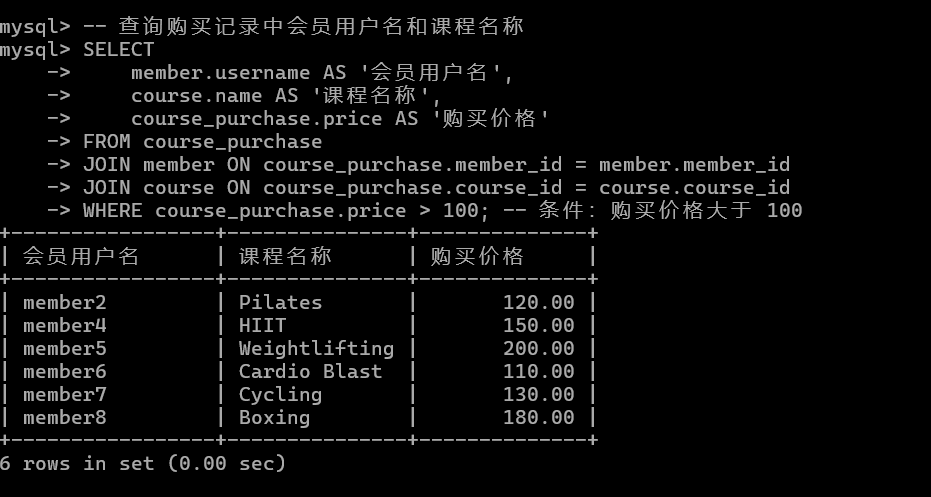 mysql> -- 查询购买记录中会员用户名和课程名称
mysql> SELECT
    ->     member.username AS '会员用户名',
    ->     course.name AS '课程名称',
    ->     course_purchase.price AS '购买价格'
    -> FROM course_purchase
    -> JOIN member ON course_purchase.member_id = member.member_id
    -> JOIN course ON course_purchase.course_id = course.course_id
    -> WHERE course_purchase.price > 100; -- 条件: 购买价格大于 100
+-----------------+---------------+--------------+
| 会员用户名      | 课程名称      | 购买价格     |
+-----------------+---------------+--------------+
| member2         | Pilates       |       120.00 |
| member4         | HIIT          |       150.00 |
| member5         | Weightlifting |       200.00 |
| member6         | Cardio Blast  |       110.00 |
| member7         | Cycling       |       130.00 |
| member8         | Boxing        |       180.00 |
+-----------------+---------------+--------------+
6 rows in set (0.00 sec)